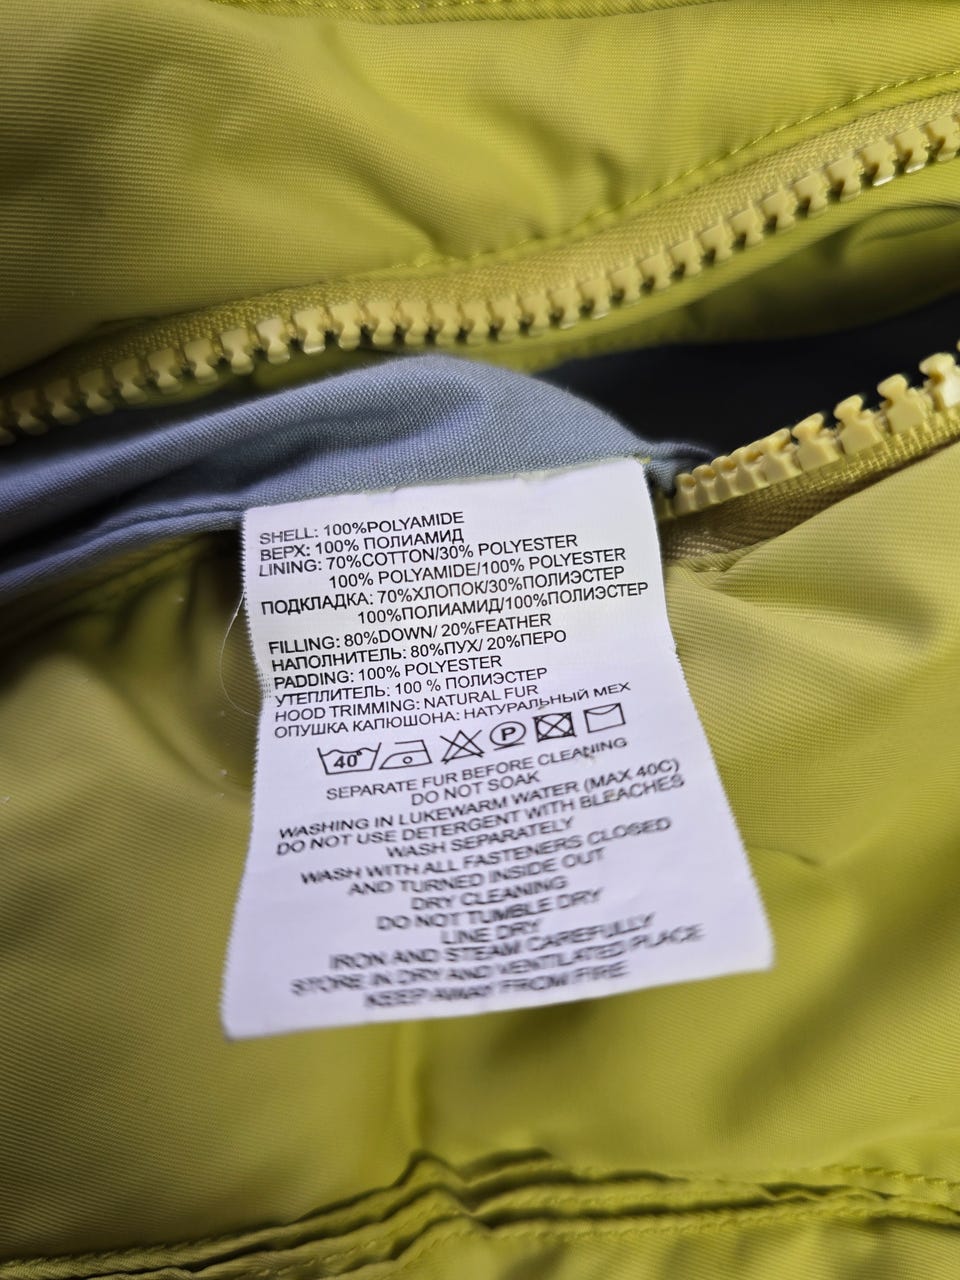 SHELL: 100%POLYAMIDE
ВЕРХ: 100% ПОЛИАМИД
LINING: 70%COTTON/30% POLYESTER
100% POLYAMIDE/100% POLYESTER
ПОДКЛАДКА: 70%ХЛОПОК/30%ПОЛИЭСТЕР
100%ПОЛИАМИД/100%ПОЛИЭСТЕР
FILLING: 80%DOWN/ 20%FEATHER
НАПОЛНИТЕЛЬ: 80%ПУХ/ 20%ПЕРО
PADDING: 100% POLYESTER
УТЕПЛИТЕЛЬ: 100 % ПОЛИЭСТЕР
HOOD TRIMMING: NATURAL FUR
ОПУШКА КАПЮШОНА: НАТУРАЛЬНЫЙ МЕХ
40° P
SEPARATE FUR BEFORE CLEANING
DO NOT SOAK
WASHING IN LUKEWARM WATER (MAX 40C)
DO NOT USE DETERGENT WITH BLEACHES
WASH SEPARATELY
WASH WITH ALL FASTENERS CLOSED
AND TURNED INSIDE OUT
DRY CLEANING
DO NOT TUMBLE DRY
LINE DRY
IRON AND STEAM CAREFULLY
STORE IN DRY AND VENTILATED PLACE
KEEP AWAY FROM FIRE